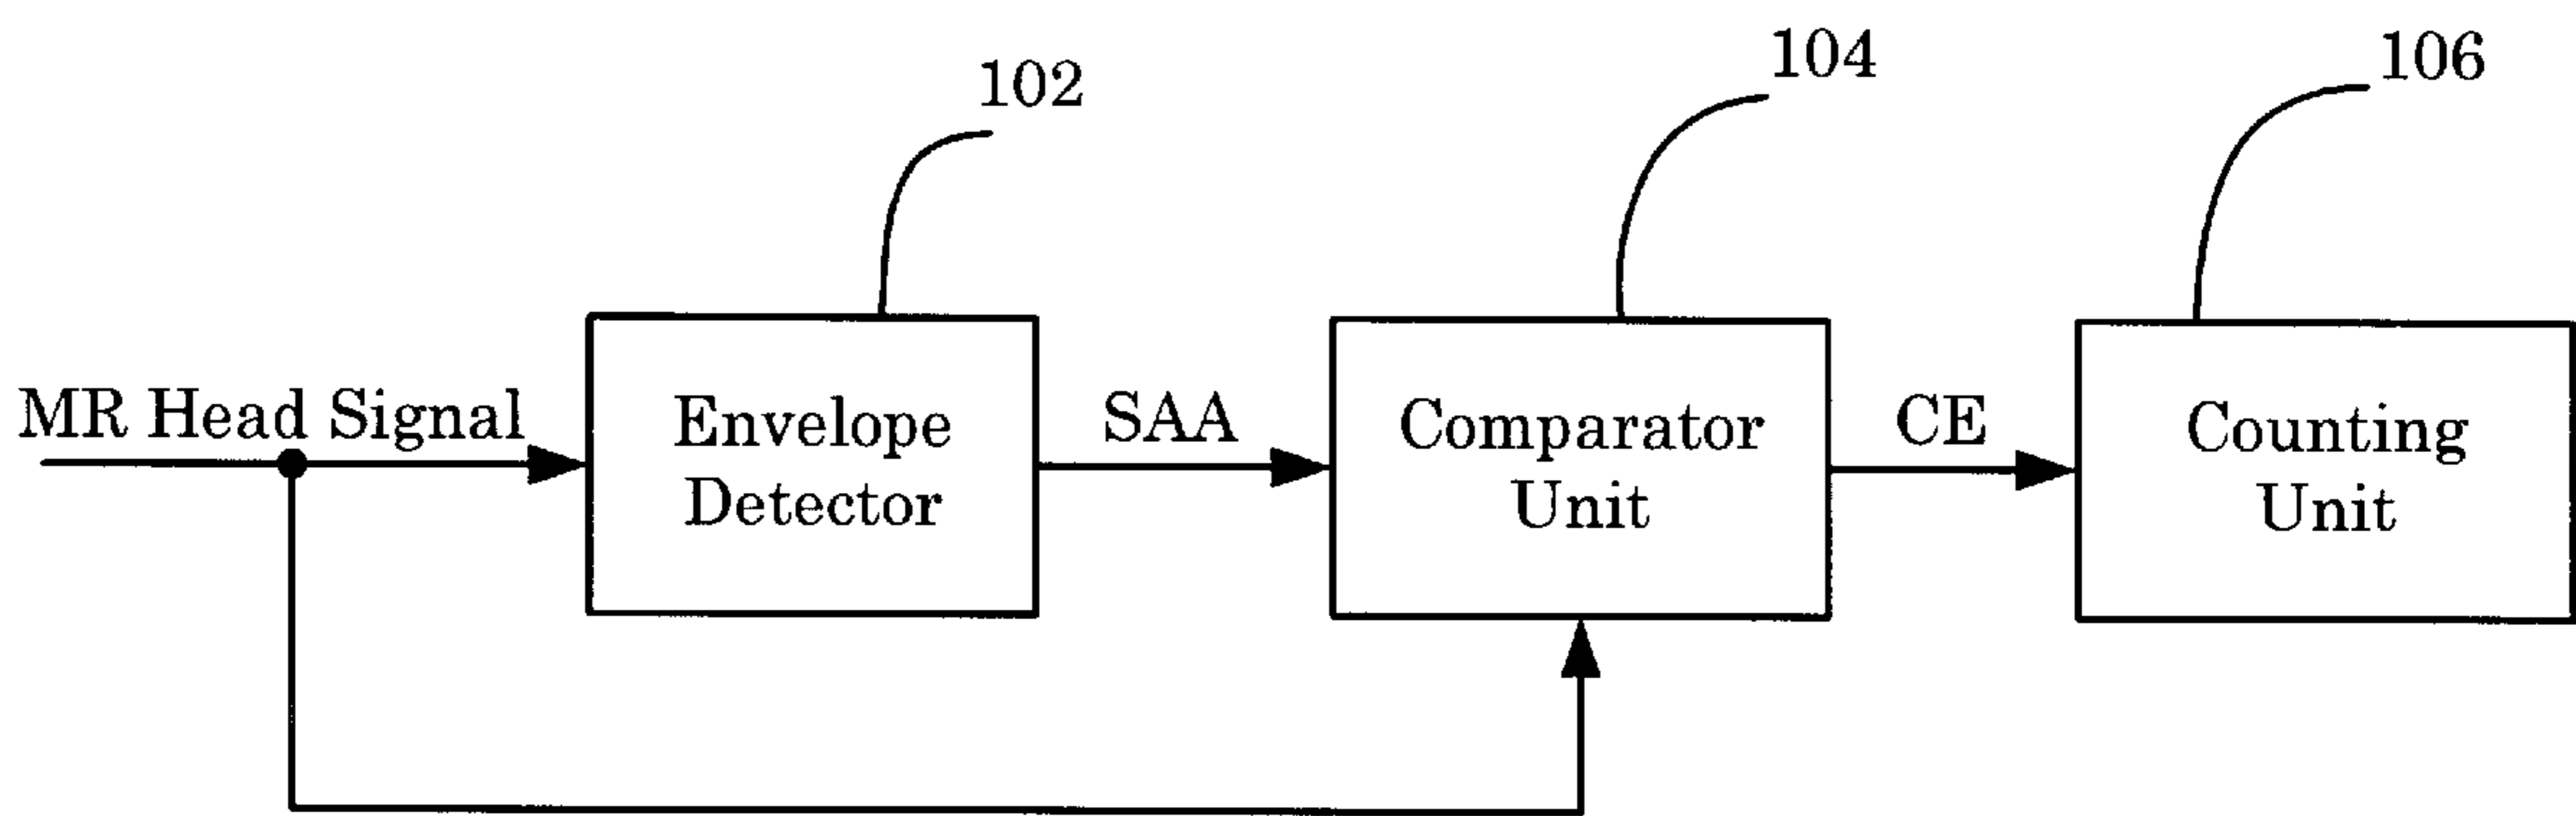 102
104
106
MR Head Signal
Envelope
Detector
SAA
Comparator
Unit
CE
Counting
Unit